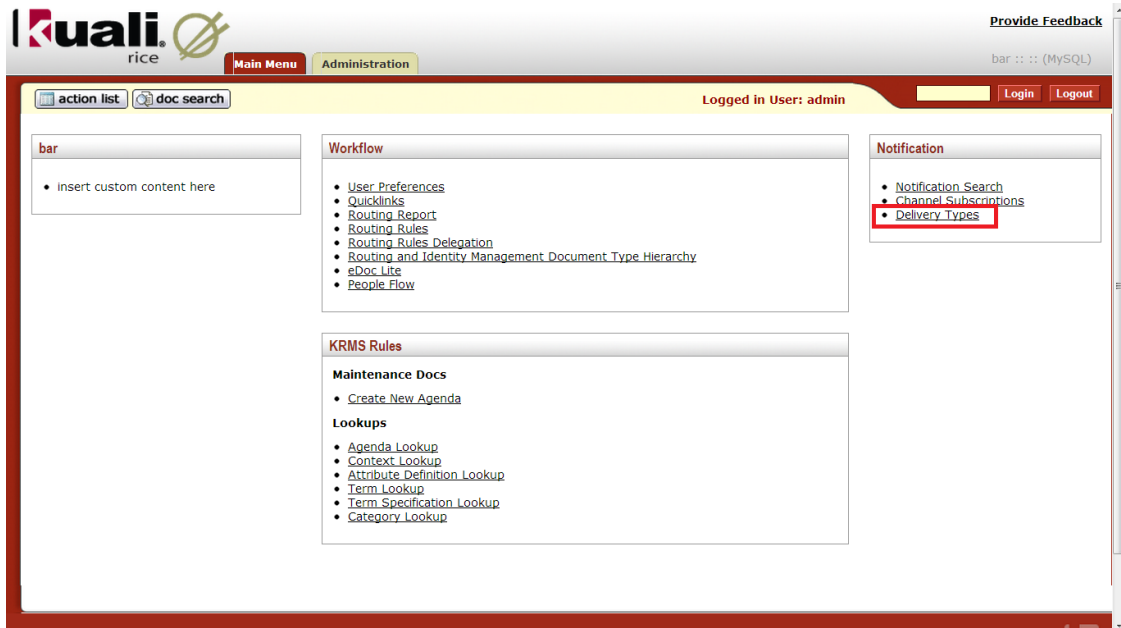 Kuali.
rice
Provide Feedback
Main Menu
Administration
bar :: :: (MySQL)
action list
doc search
Logged in User: admin
Login
Logout
bar
• insert custom content here
Workflow
• User Preferences
• Quicklinks
• Routing Report
• Routing Rules
• Routing Rules Delegation
• Routing and Identity Management Document Type Hierarchy
• eDoc Lite
• People Flow
Notification
• Notification Search
• Channel Subscriptions
• Delivery Types
KRMS Rules
Maintenance Docs
• Create New Agenda
Lookups
• Agenda Lookup
• Context Lookup
• Attribute Definition Lookup
• Term Lookup
• Term Specification Lookup
• Category Lookup